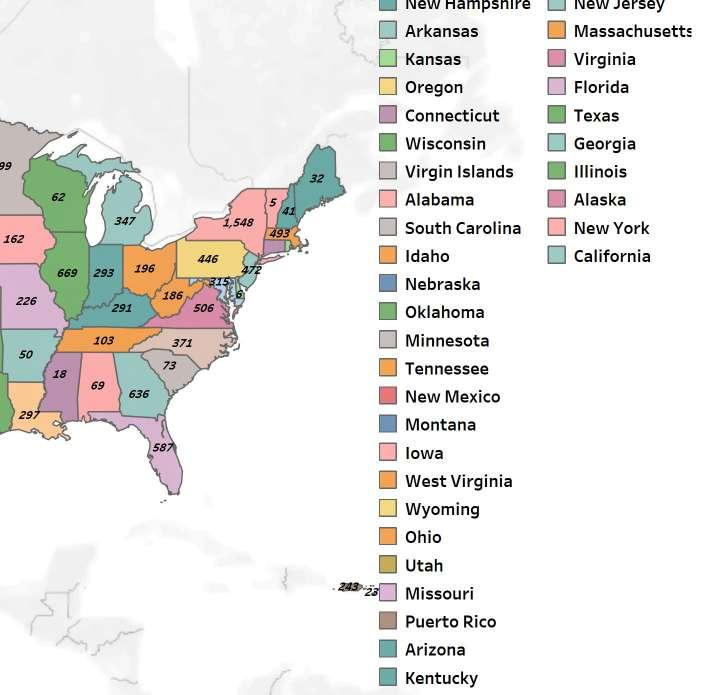 New Hampshire New Jersey
Arkansas Massachusetts
Kansas Virginia
Oregon Florida
Connecticut Texas
Wisconsin Georgia
Virgin Islands Illinois
Alabama Alaska
South Carolina New York
Idaho California
Nebraska
Oklahoma
Minnesota
Tennessee
New Mexico
Montana
Iowa
West Virginia
Wyoming
Ohio
Utah
Missouri
Puerto Rico
Arizona
Kentucky
99
32
62
5
41
347
1,548
493
162
446
472
669
293
196
315
6
226
186
506
291
103
371
50
73
18
69
636
297
587
243
23